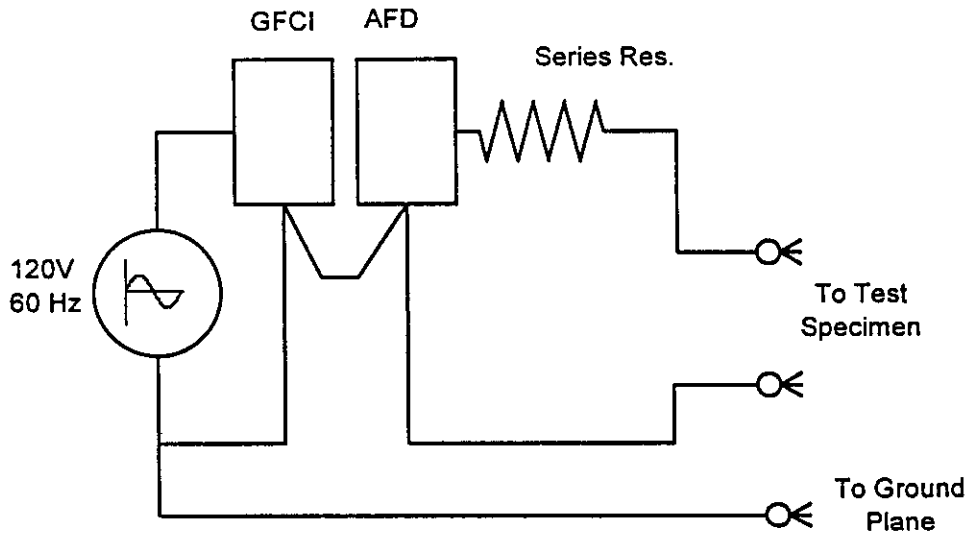 GFCI
AFD
Series Res.
120V
60 Hz
To Test
Specimen
To Ground
Plane